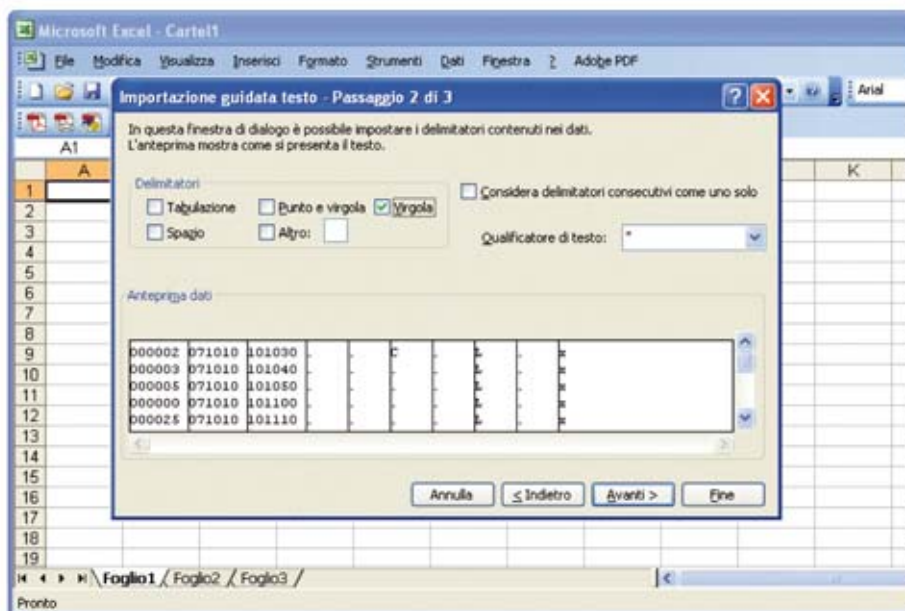 Microsoft Excel - Cartel1
File Modifica Visualizza Inserisci Formato Strumenti Dati Finestra ? Adobe PDF
Arial
Importazione guidata testo - Passaggio 2 di 3
In questa finestra di dialogo è possibile impostare i delimitatori contenuti nei dati.
L'anteprima mostra come si presenta il testo.
A1
A K
Delimitatori
Tabulazione Punto e virgola Virgola
Spazio Altro:
Considera delimitatori consecutivi come uno solo
Qualificatore di testo: "
Anteprima dati
000002 071010 101030 . . C .
000003 071010 101040
000005 071010 101050
000000 071010 101100
000025 071010 101110
Annulla < Indietro Avanti > Fine
1
2
3
4
5
6
7
8
9
10
11
12
13
14
15
16
17
18
19
Foglio1 / Foglio2 / Foglio3 /
Pronto